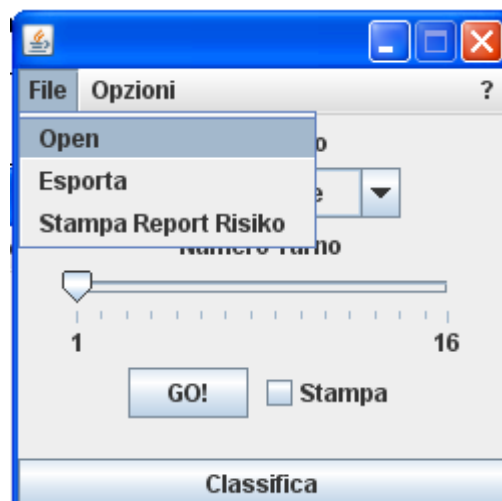 File Opzioni ?
Open
Esporta
Stampa Report Risiko
Numero Turno
1 16
GO! Stampa
Classifica